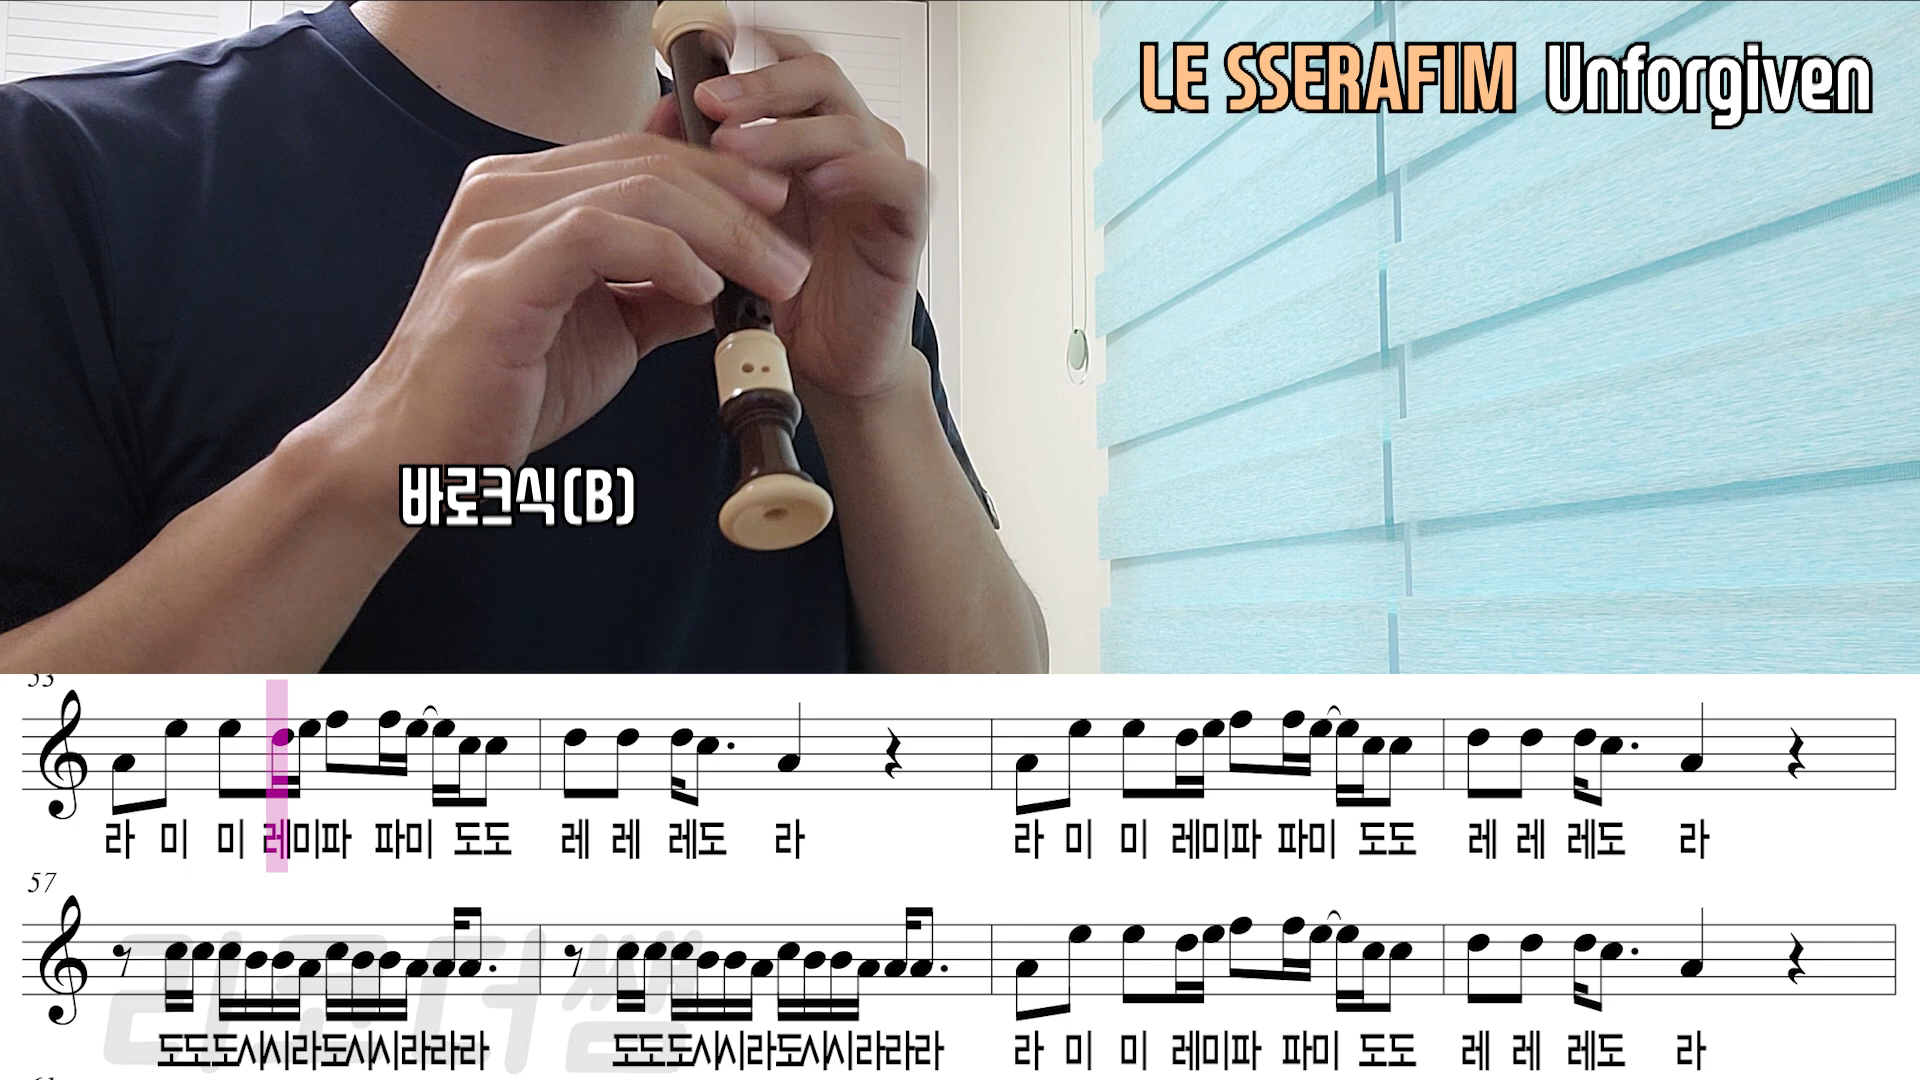 LE SSERAFIM Unforgiven
바로크식(B)
53
라 미 미 레미파 파미 도도 레 레 레도 라 라 미 미 레미파 파미 도도 레 레 레도 라
57
리코더쌤
도도도시시라도시시라라라 도도도시시라도시시라라라 라 미 미 레미파 파미 도도 레 레 레도 라